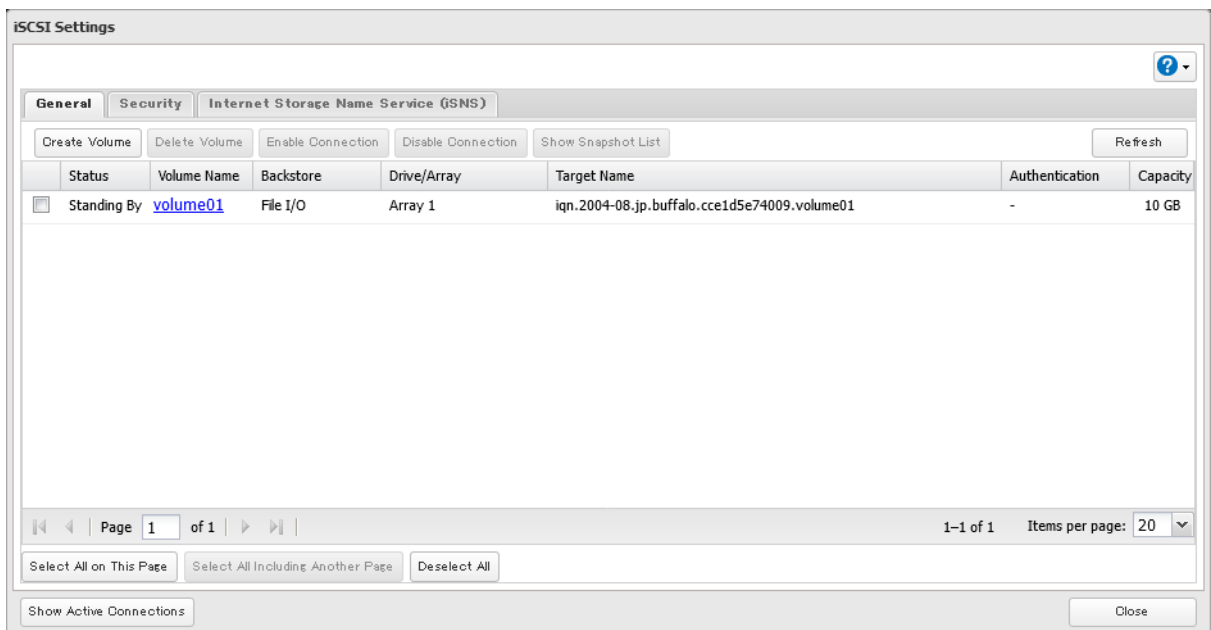 iSCSI Settings
?
General Security Internet Storage Name Service (iSNS)
Create Volume Delete Volume Enable Connection Disable Connection Show Snapshot List Refresh
Status Volume Name Backstore Drive/Array Target Name Authentication Capacity
Standing By volume01 File I/O Array 1 iqn.2004-08.jp.buffalo.cce1d5e74009.volume01 - 10 GB
Page 1 of 1 1–1 of 1 Items per page: 20
Select All on This Page Select All Including Another Page Deselect All
Show Active Connections Close